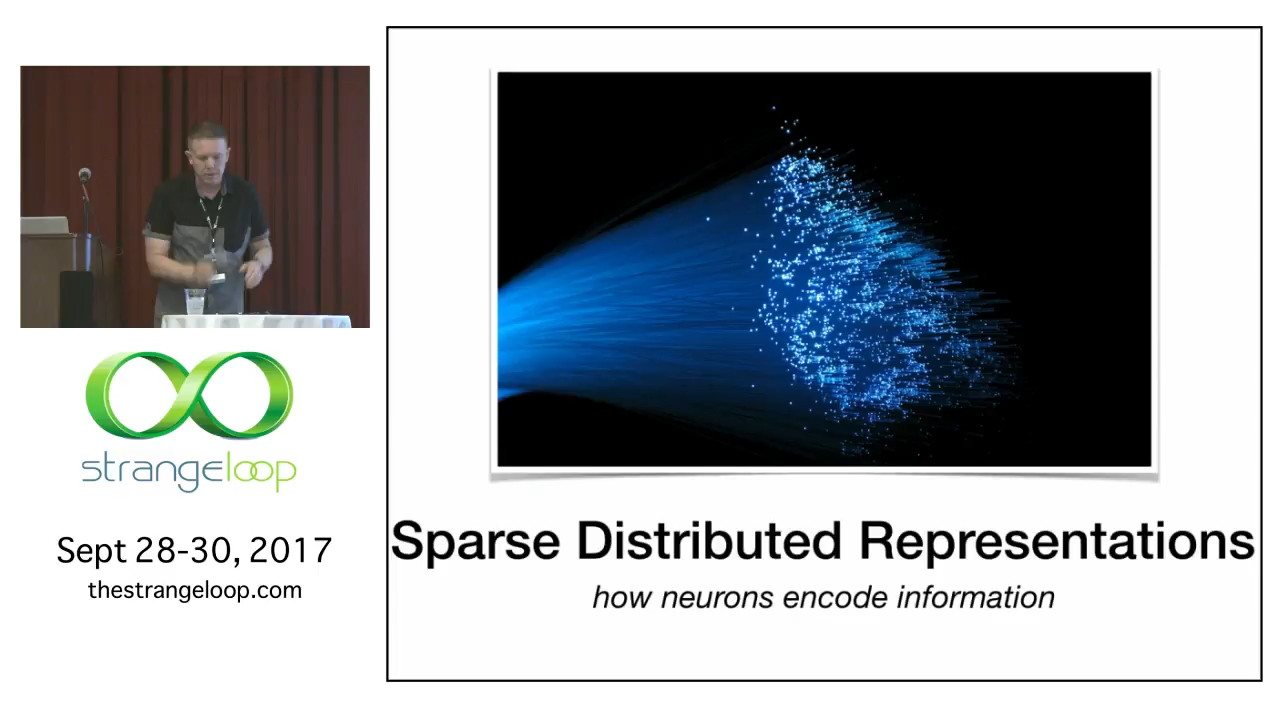 strangeloop
Sept 28-30, 2017
thestrangeloop.com
Sparse Distributed Representations
how neurons encode information